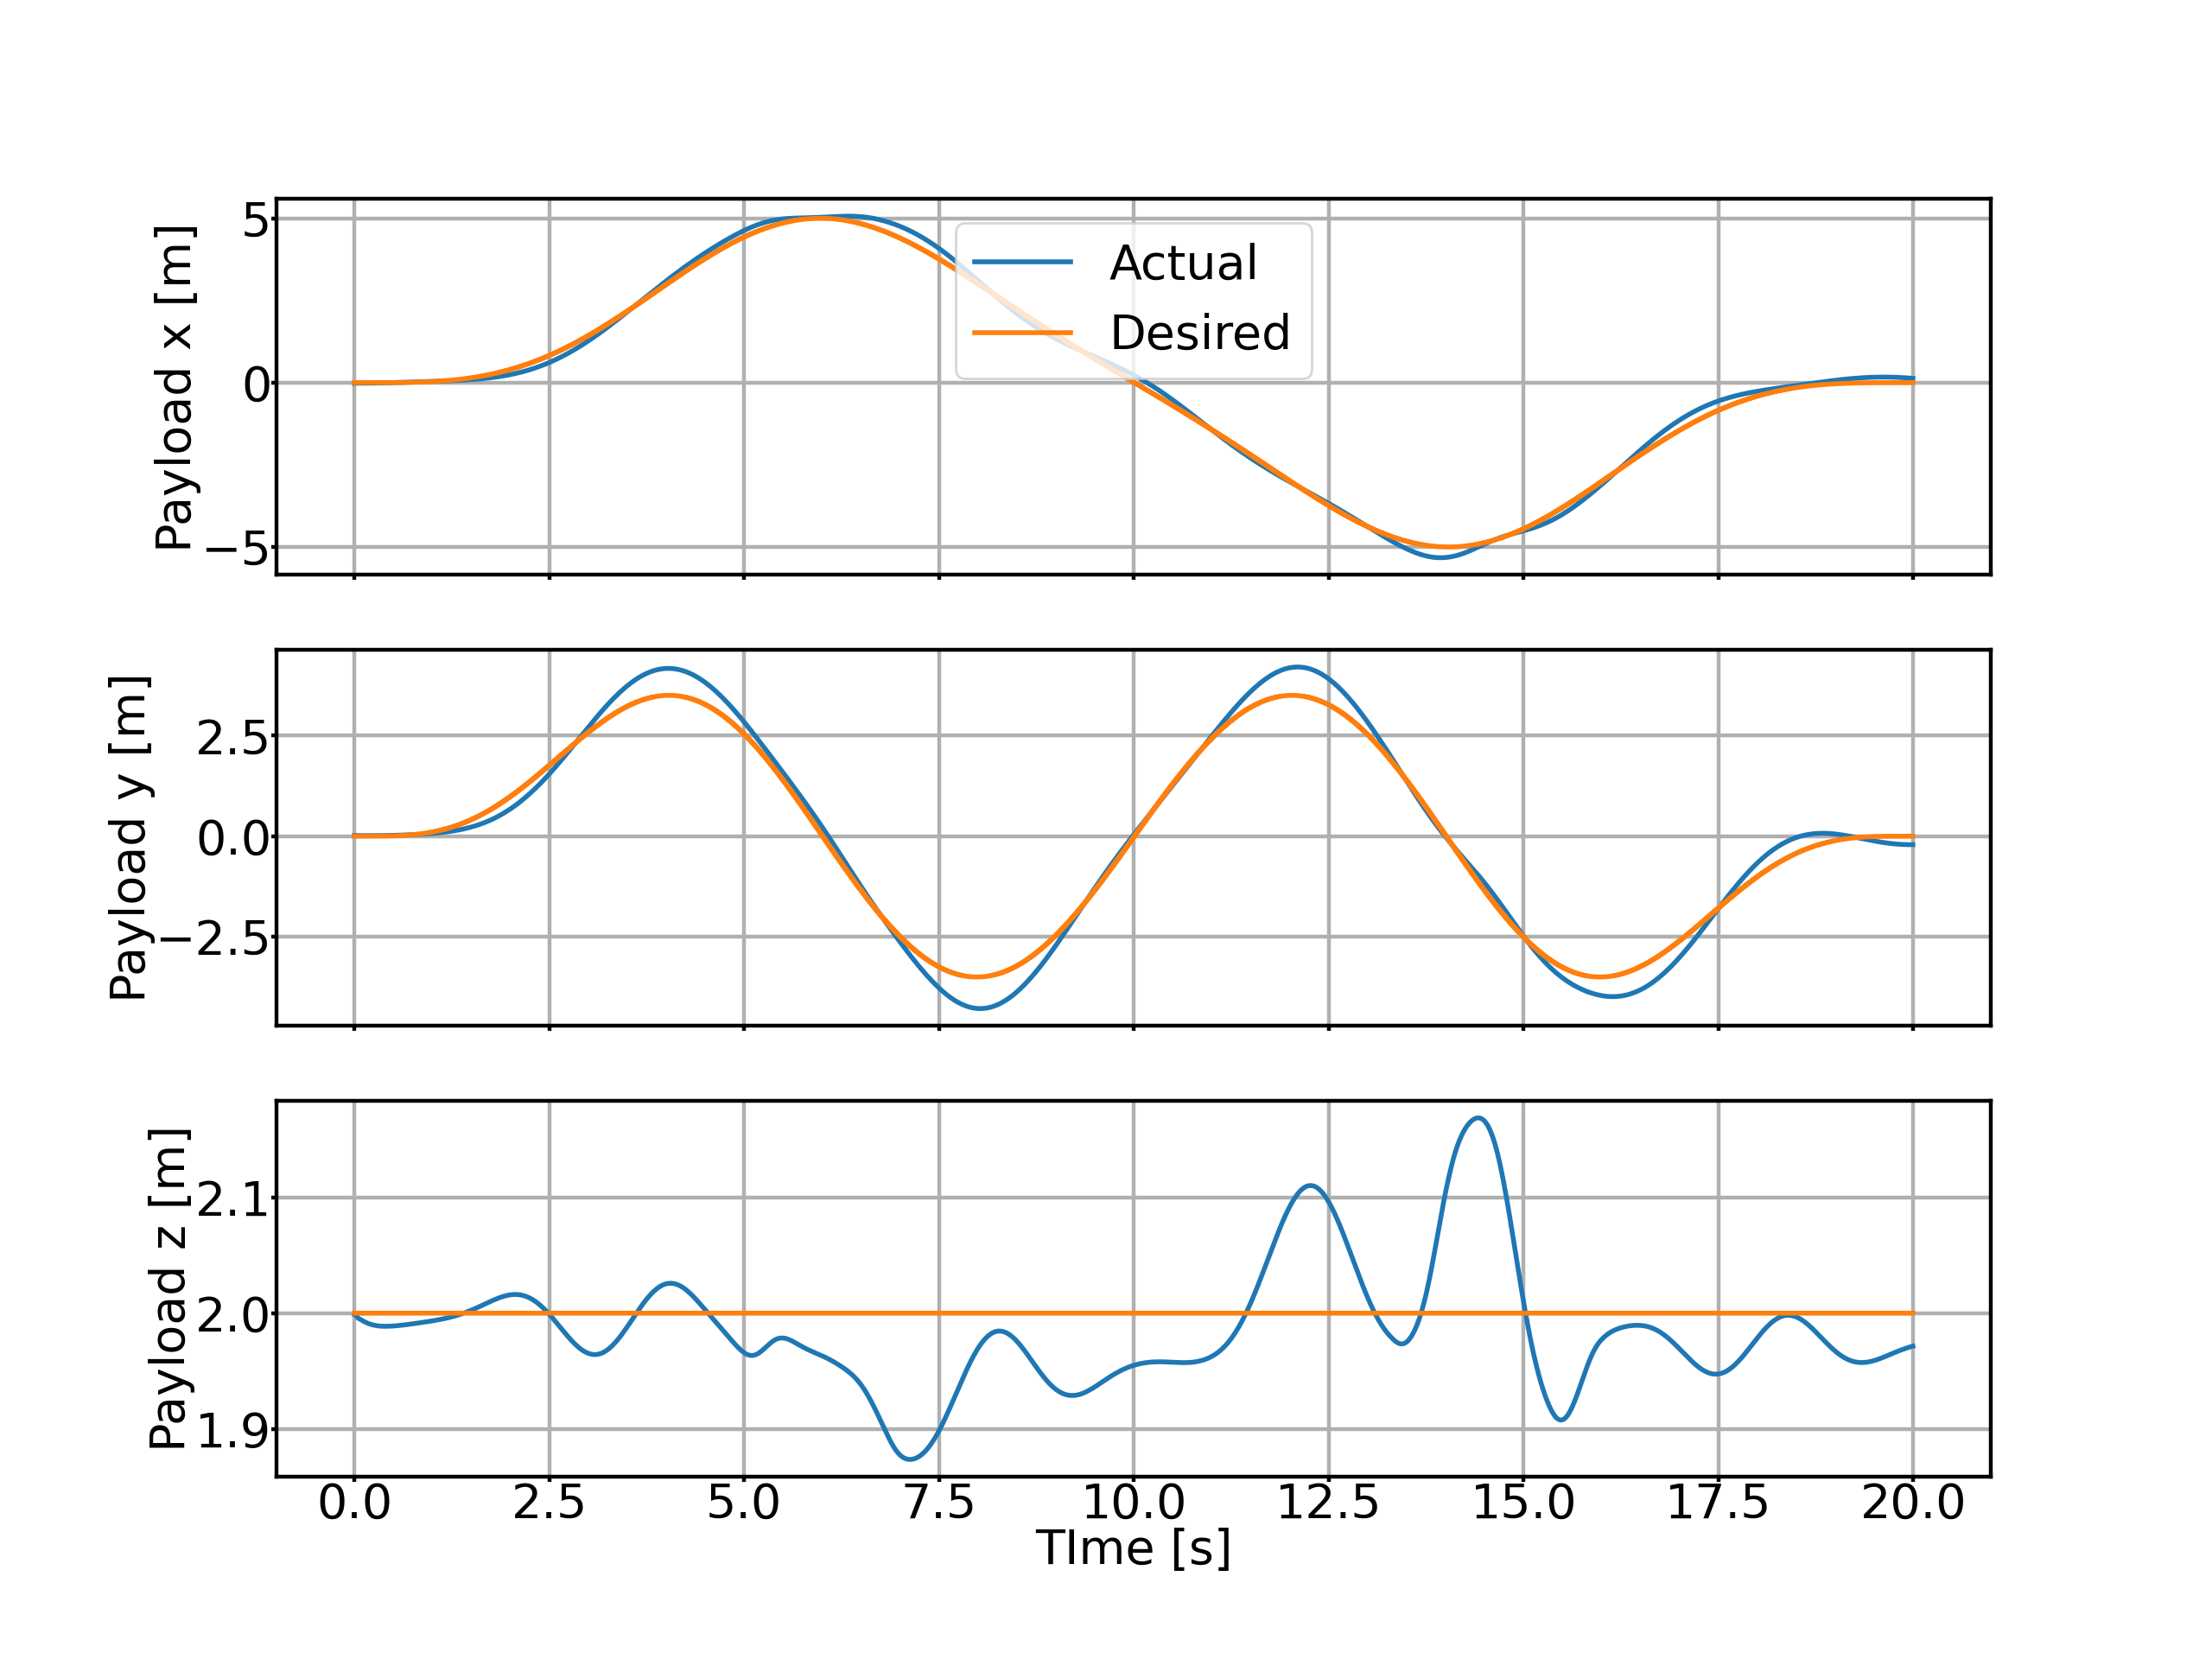 Payload x [m]
5
0
−5
Actual
Desired
Payload y [m]
2.5
0.0
−2.5
Payload z [m]
2.1
2.0
1.9
0.0 2.5 5.0 7.5 10.0 12.5 15.0 17.5 20.0
TIme [s]